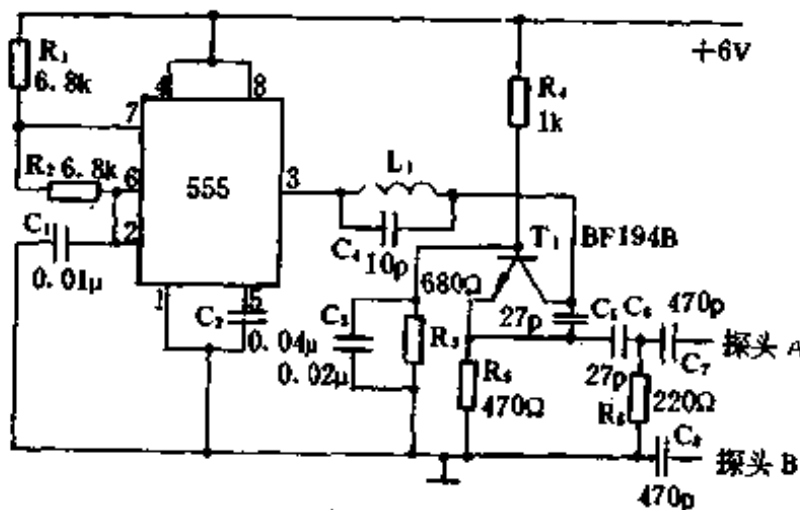 +6V
R₁
6.8k
4
8
7
R₄
1k
R₂ 6.8k
6
555
3
L₁
C₁
2
0.01μ
C₄ 10p
T₁
BF194B
1
5
C₂
0.04μ
680Ω
C₃
0.02μ
R₃
27p
C₅
C₆
470p
探头 A
C₇
27p
R₅
470Ω
220Ω
探头 B
470p